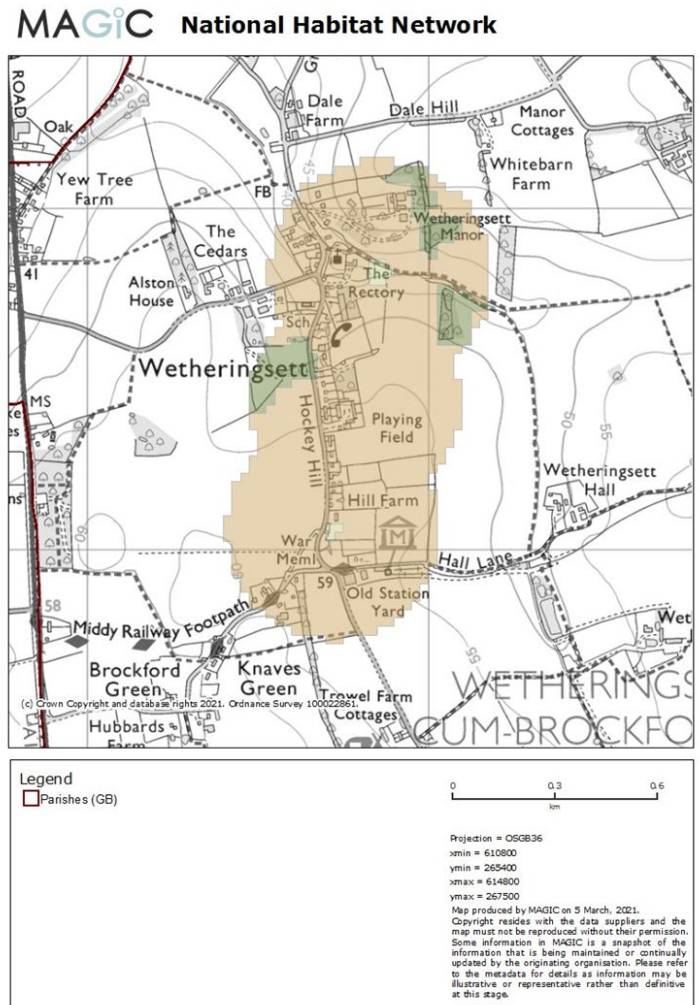 MAGiC National Habitat Network
ROAD
Oak
Dale
Farm
Dale Hill
Manor
Cottages
Yew Tree
Farm
FB
45
Whitebarn
Farm
The
Cedars
Wetheringsett
Manor
41
Alston
House
The
Rectory
Sch
Wetheringsett
MS
Hockey Hill
Playing
Field
50
55
Wetheringsett
Hall
Hill Farm
M
60
War
Meml
59
Hall Lane
Old Station
Yard
58
Middy Railway Footpath
Brockford
Green
Knaves
Green
55
Wet
WETHERINGS
CUM-BROCKFO
Trowel Farm
Cottages
(c) Crown Copyright and database rights 2021. Ordnance Survey 100022861.
Hubbards
Farm
Legend
Parishes (GB)
0 0.3 0.6
km
Projection = OSGB36
xmin = 610800
ymin = 265400
xmax = 614800
ymax = 267500
Map produced by MAGIC on 5 March, 2021.
Copyright resides with the data suppliers and the
map must not be reproduced without their permission.
Some information in MAGIC is a snapshot of the
information that is being maintained or continually
updated by the originating organisation. Please refer
to the metadata for details as information may be
illustrative or representative rather than definitive
at this stage.